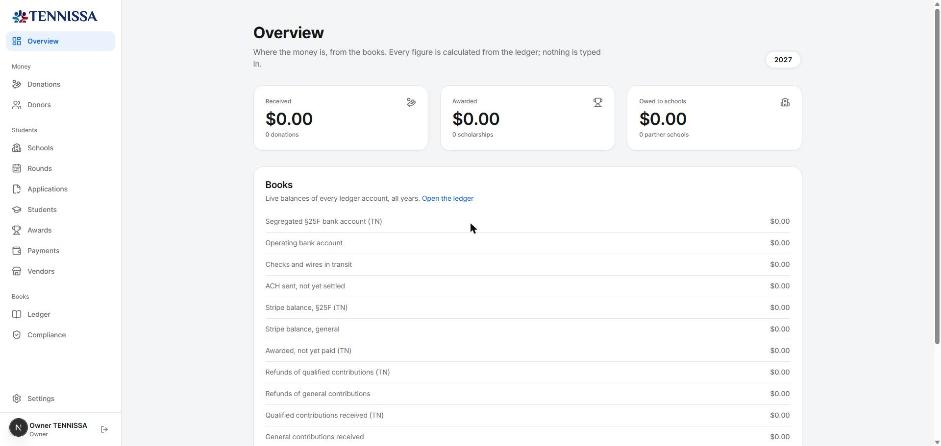 TENNISSA
Overview
Money
Donations
Donors
Students
Schools
Rounds
Applications
Students
Awards
Payments
Vendors
Books
Ledger
Compliance
Settings
N
Owner TENNISSA
Owner
Overview
Where the money is, from the books. Every figure is calculated from the ledger; nothing is typed
in.
2027
Received
$0.00
0 donations
Awarded
$0.00
0 scholarships
Owed to schools
$0.00
0 partner schools
Books
Live balances of every ledger account, all years. Open the ledger
Segregated §25F bank account (TN) $0.00
Operating bank account $0.00
Checks and wires in transit $0.00
ACH sent, not yet settled $0.00
Stripe balance, §25F (TN) $0.00
Stripe balance, general $0.00
Awarded, not yet paid (TN) $0.00
Refunds of qualified contributions (TN) $0.00
Refunds of general contributions $0.00
Qualified contributions received (TN) $0.00
General contributions received $0.00